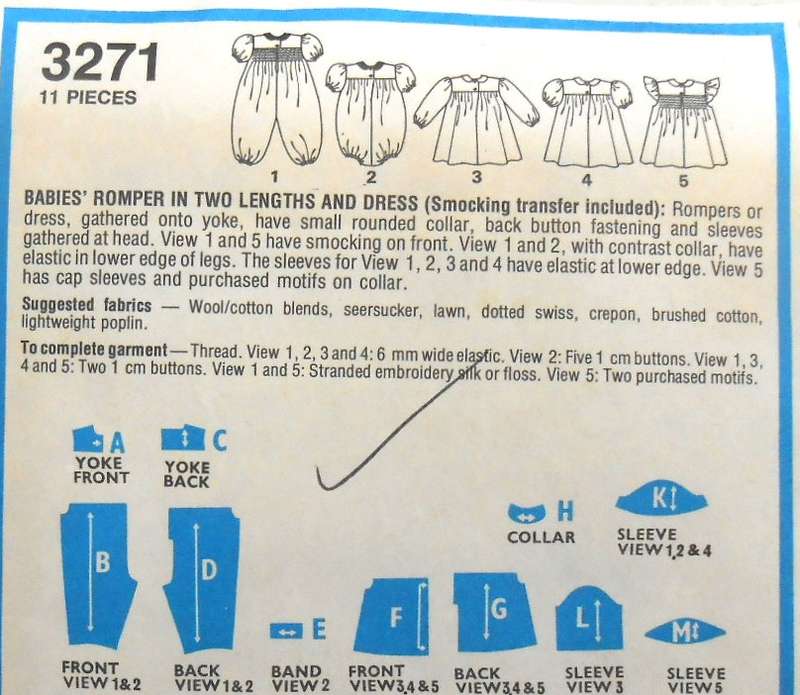 3271
11 PIECES
1 2 3 4 5
BABIES' ROMPER IN TWO LENGTHS AND DRESS (Smocking transfer included): Rompers or
dress, gathered onto yoke, have small rounded collar, back button fastening and sleeves
gathered at head. View 1 and 5 have smocking on front. View 1 and 2, with contrast collar, have
elastic in lower edge of legs. The sleeves for View 1, 2, 3 and 4 have elastic at lower edge. View 5
has cap sleeves and purchased motifs on collar.
Suggested fabrics — Wool/cotton blends, seersucker, lawn, dotted swiss, crepon, brushed cotton,
lightweight poplin.
To complete garment — Thread. View 1, 2, 3 and 4: 6 mm wide elastic. View 2: Five 1 cm buttons. View 1, 3,
4 and 5: Two 1 cm buttons. View 1 and 5: Stranded embroidery silk or floss. View 5: Two purchased motifs.
A
YOKE
FRONT
C
YOKE
BACK
H
COLLAR
K
SLEEVE
VIEW 1,2 & 4
B
FRONT
VIEW 1 & 2
D
BACK
VIEW 1 & 2
E
BAND
VIEW 2
F
FRONT
VIEW 3,4 & 5
G
BACK
VIEW 3,4 & 5
L
SLEEVE
VIEW 3
M
SLEEVE
VIEW 5